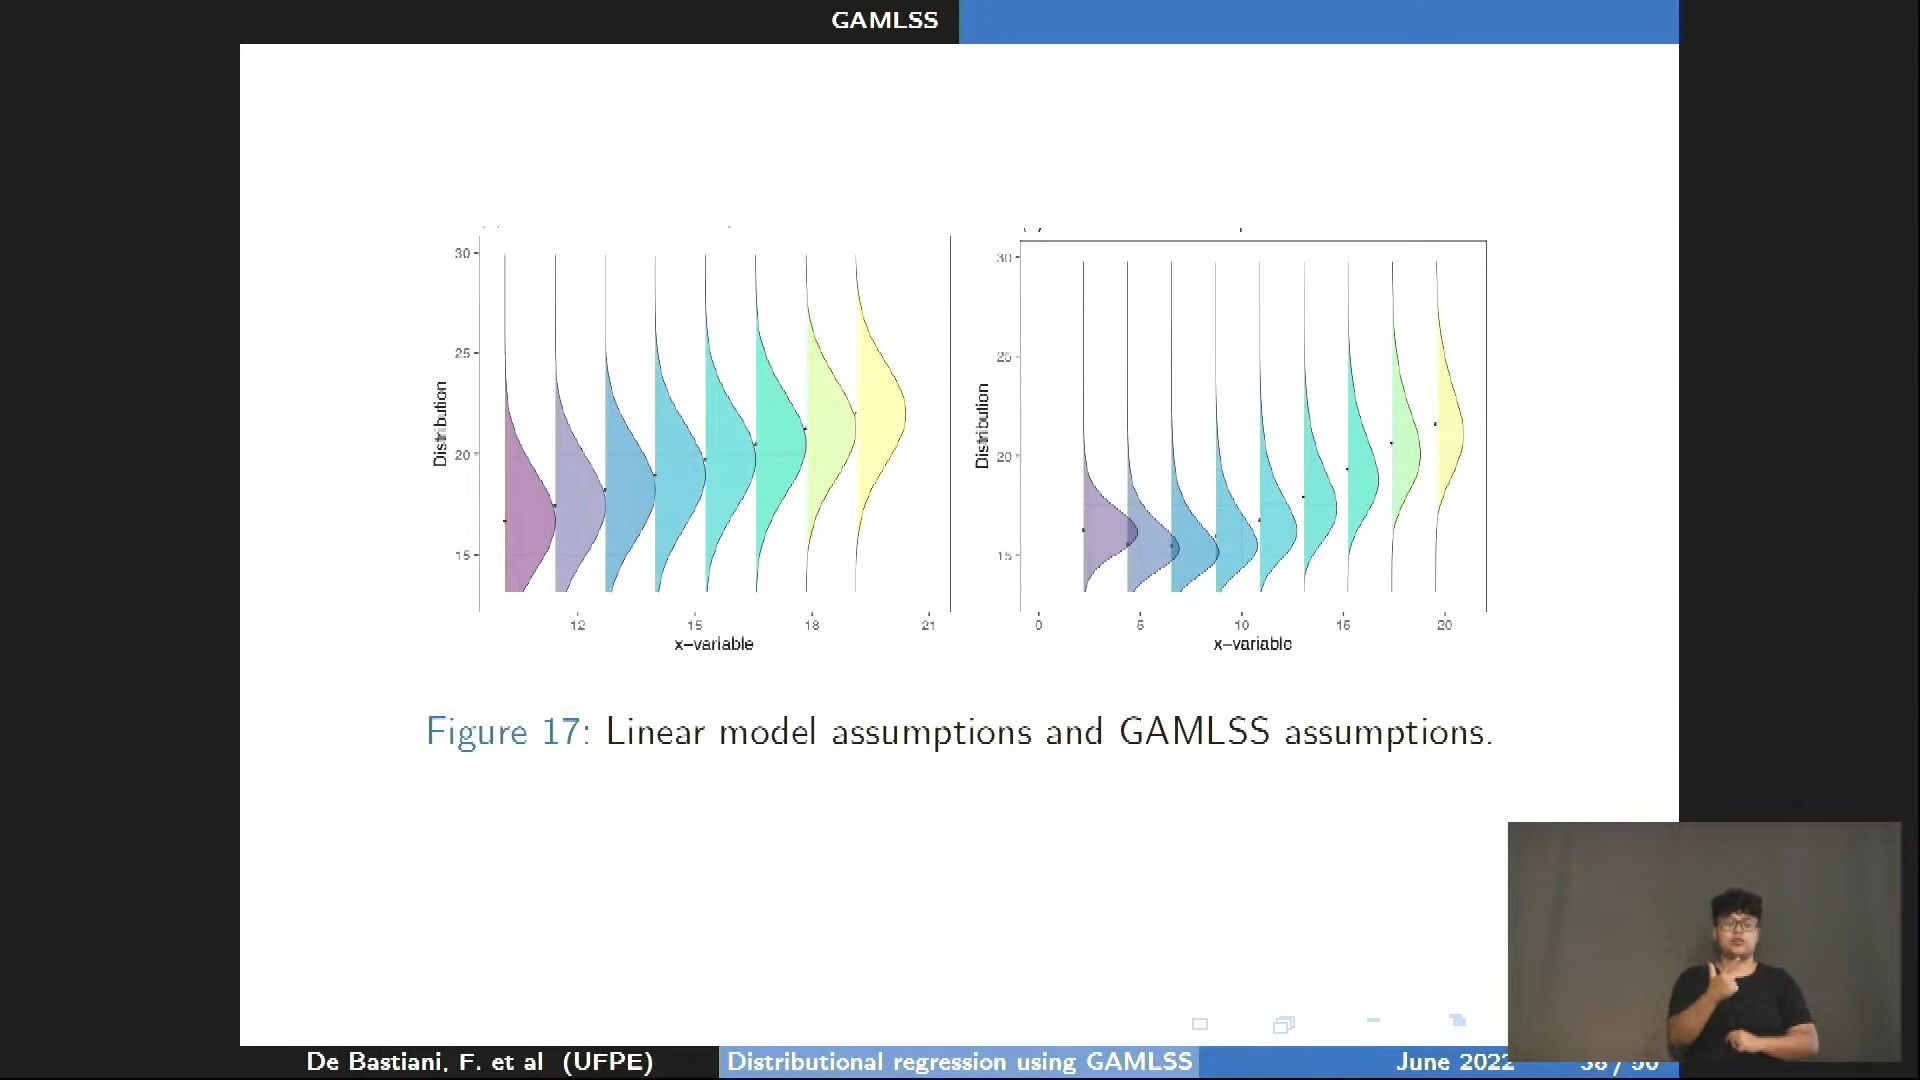 GAMLSS
30
25
20
15
Distribution
12 15 18 21
x-variable
30
25
20
15
Distribution
0 5 10 15 20
x-variable
Figure 17: Linear model assumptions and GAMLSS assumptions.
De Bastiani, F. et al (UFPE) Distributional regression using GAMLSS June 2022